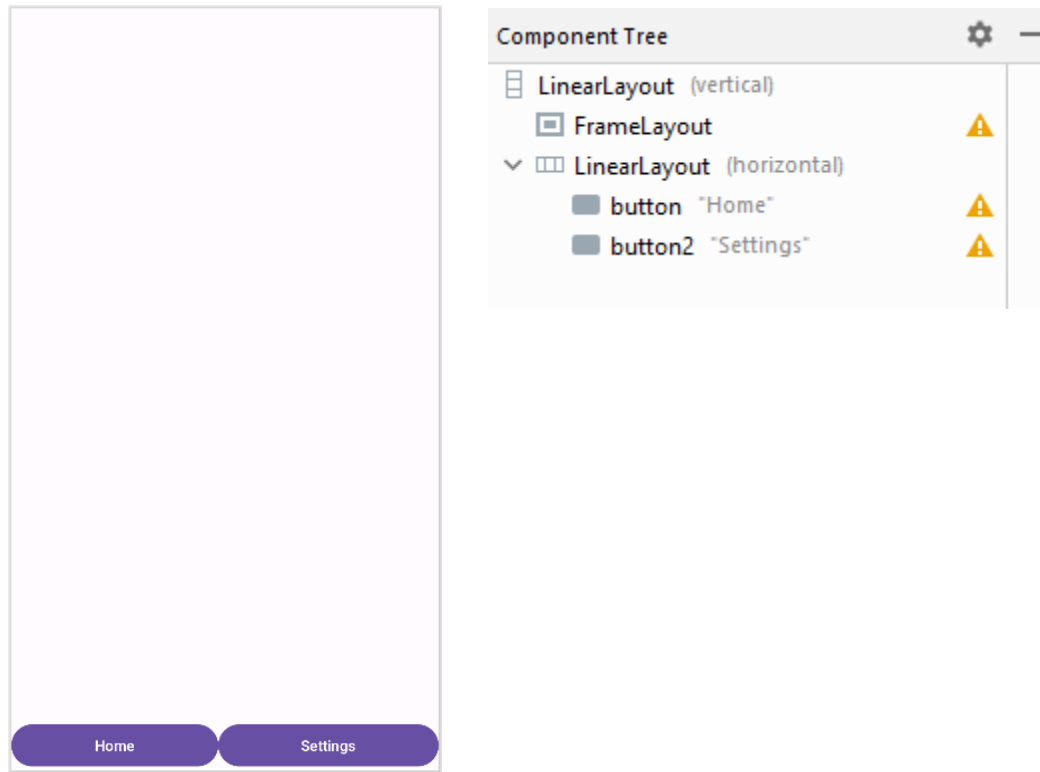 Component Tree
LinearLayout (vertical)
FrameLayout
LinearLayout (horizontal)
button "Home"
button2 "Settings"
Home Settings